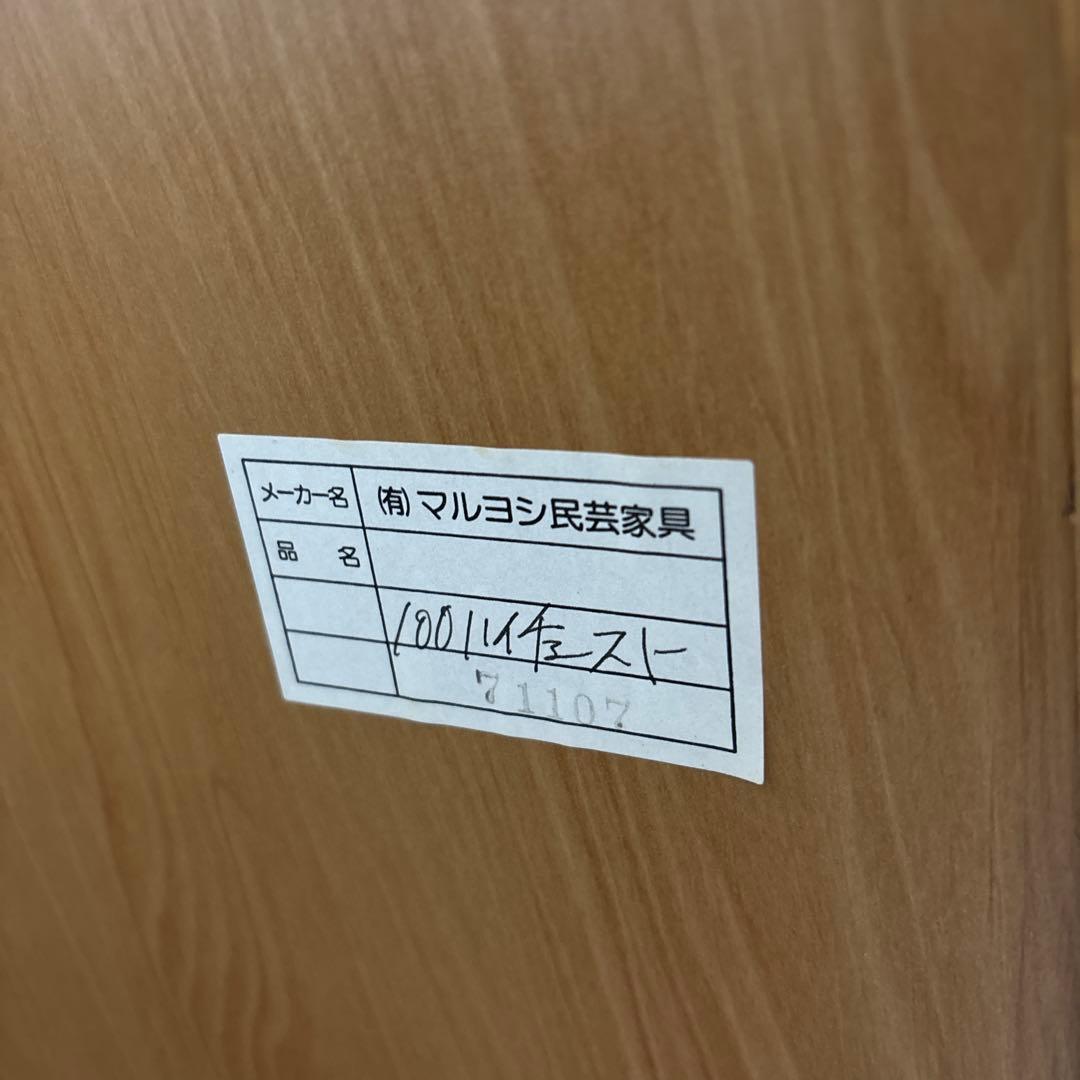 メーカー名 (有)マルヨシ民芸家具
品名
100ハイチェスト
71107